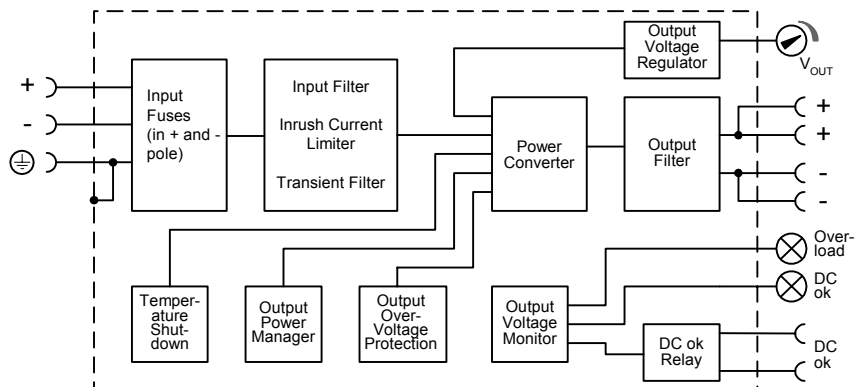 Output
Voltage
Regulator
V_OUT
+
-
Input
Fuses
(in + and -
pole)
Input Filter
Inrush Current
Limiter
Transient Filter
Power
Converter
Output
Filter
+
+
-
-
Temper-
ature
Shut-
down
Output
Power
Manager
Output
Over-
Voltage
Protection
Output
Voltage
Monitor
DC ok
Relay
Over-
load
DC
ok
DC
ok